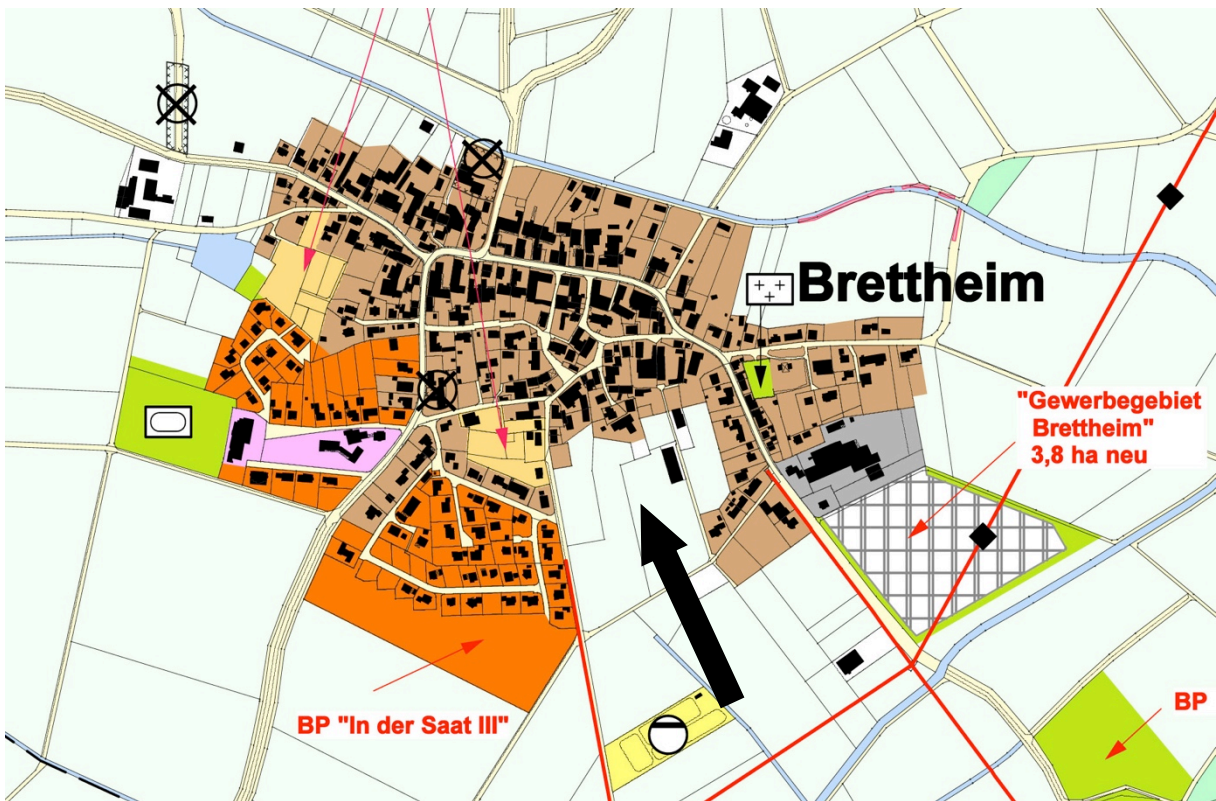 Brettheim
"Gewerbegebiet
Brettheim"
3,8 ha neu
BP "In der Saat III"
BP